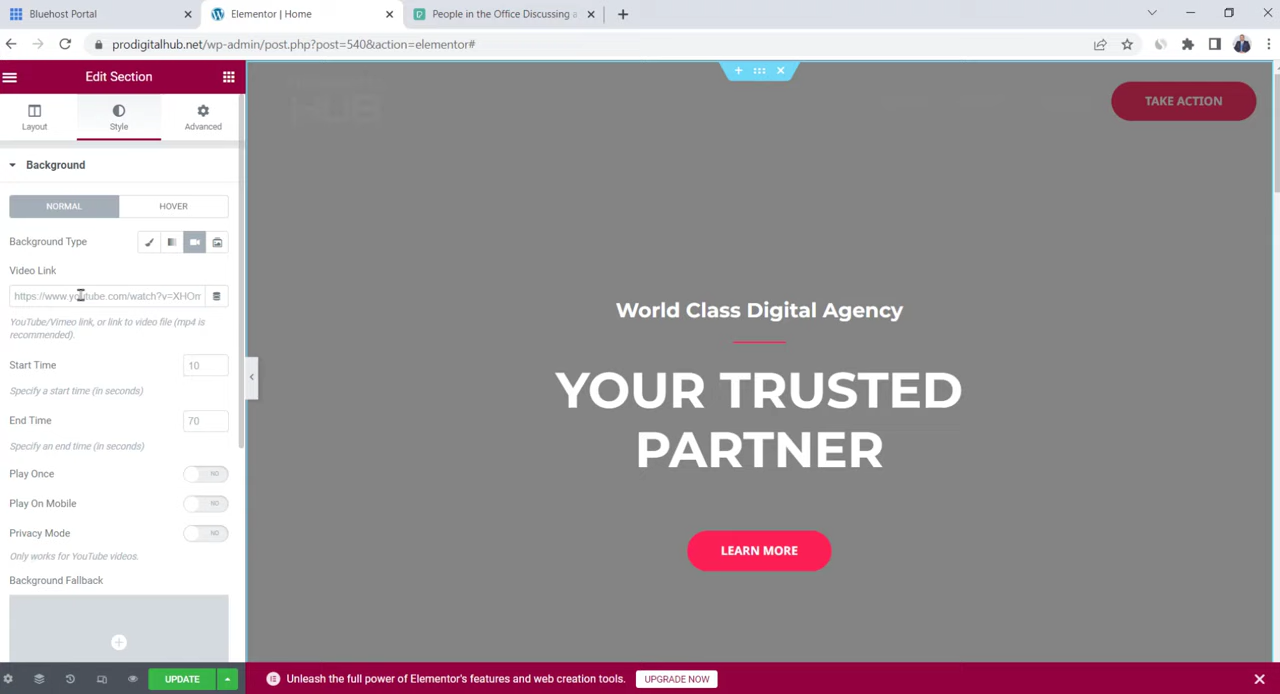 Bluehost Portal
Elementor | Home
People in the Office Discussing a
prodigitalhub.net/wp-admin/post.php?post=540&action=elementor#
Edit Section
Layout
Style
Advanced
Background
NORMAL
HOVER
Background Type
Video Link
https://www.youtube.com/watch?v=XHOm
YouTube/Vimeo link, or link to video file (mp4 is
recommended).
Start Time
10
Specify a start time (in seconds)
End Time
70
Specify an end time (in seconds)
Play Once
NO
Play On Mobile
NO
Privacy Mode
NO
Only works for YouTube videos.
Background Fallback
UPDATE
HUB
TAKE ACTION
World Class Digital Agency
YOUR TRUSTED
PARTNER
LEARN MORE
Unleash the full power of Elementor's features and web creation tools.
UPGRADE NOW